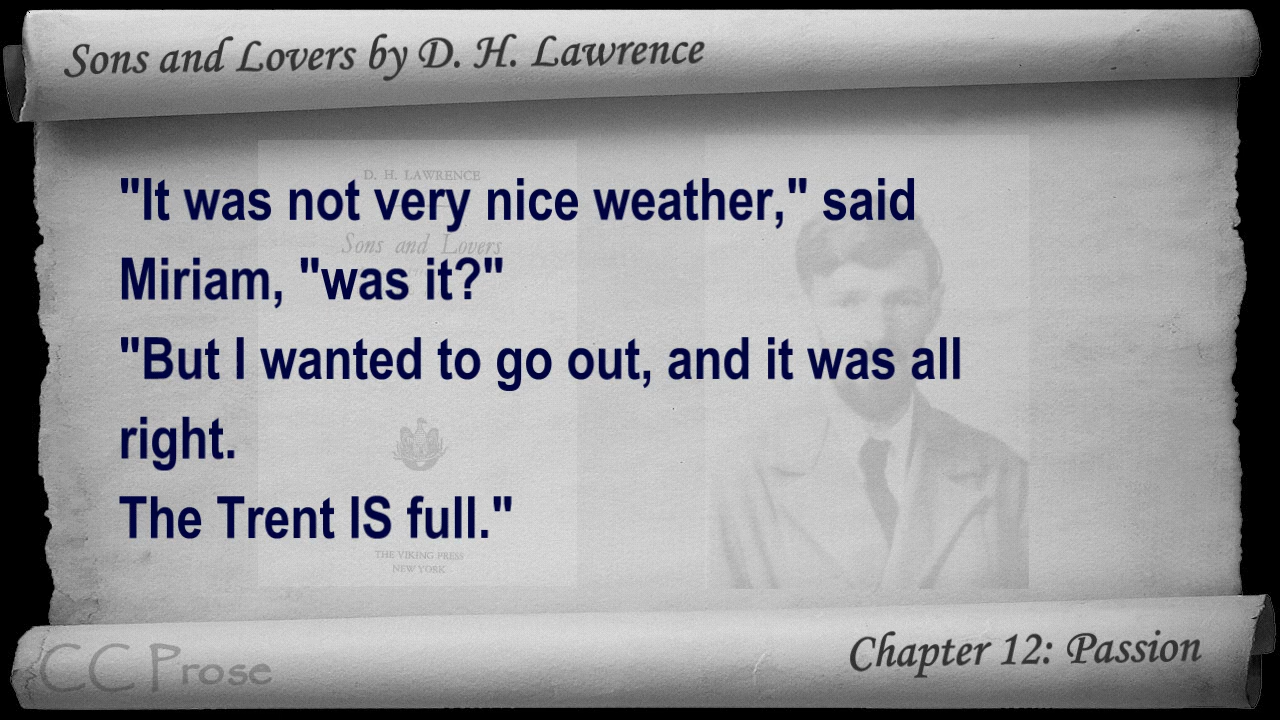 Sons and Lovers by D. H. Lawrence
D. H. LAWRENCE
"It was not very nice weather," said
Sons and Lovers
Miriam, "was it?"
"But I wanted to go out, and it was all
right.
The Trent IS full."
THE VIKING PRESS
NEW YORK
CC Prose
Chapter 12: Passion